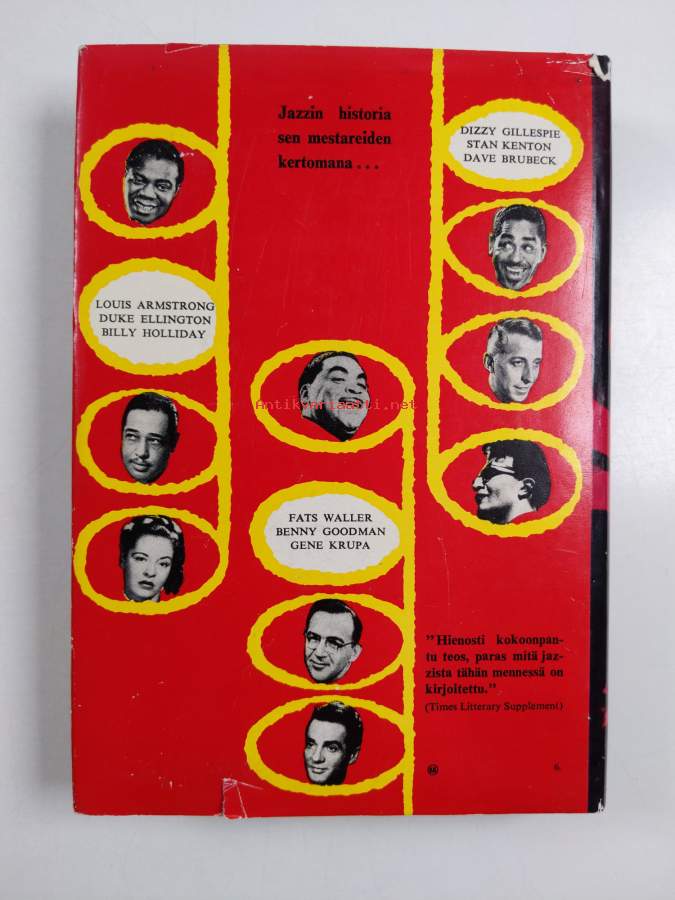 Jazzin historia
sen mestareiden
kertomana...
DIZZY GILLESPIE
STAN KENTON
DAVE BRUBECK
LOUIS ARMSTRONG
DUKE ELLINGTON
BILLY HOLLIDAY
Antikvariaatti.net
FATS WALLER
BENNY GOODMAN
GENE KRUPA
"Hienosti kokoonpan-
tu teos, paras mitä jaz-
zista tähän mennessä on
kirjoitettu."
(Times Litterary Supplement)
6.